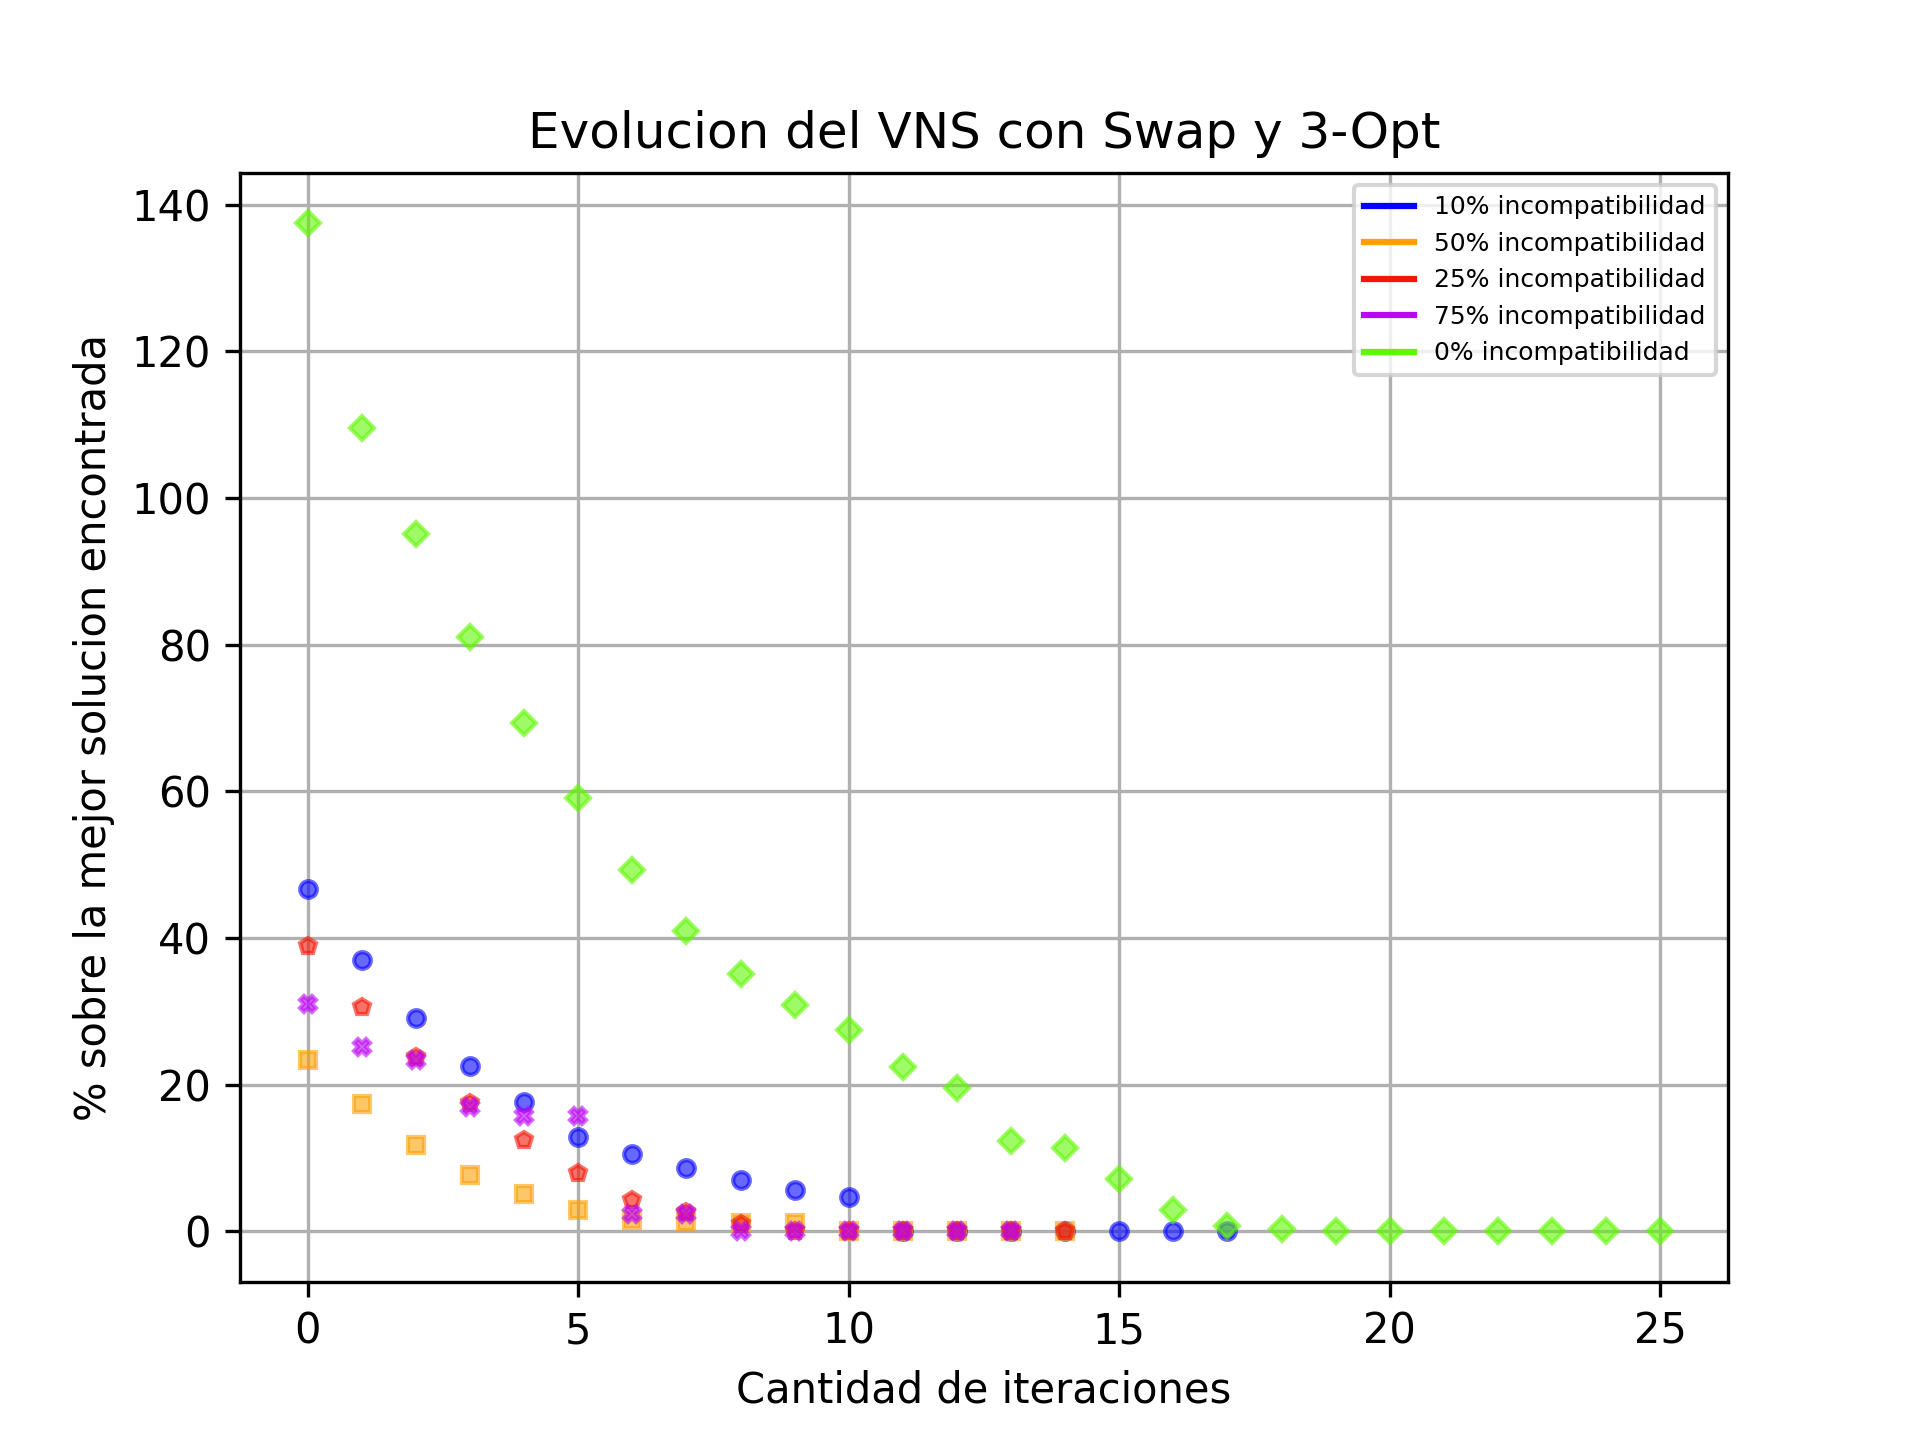 Evolucion del VNS con Swap y 3-Opt
% sobre la mejor solucion encontrada
140
120
100
80
60
40
20
0
10% incompatibilidad
50% incompatibilidad
25% incompatibilidad
75% incompatibilidad
0% incompatibilidad
0 5 10 15 20 25
Cantidad de iteraciones